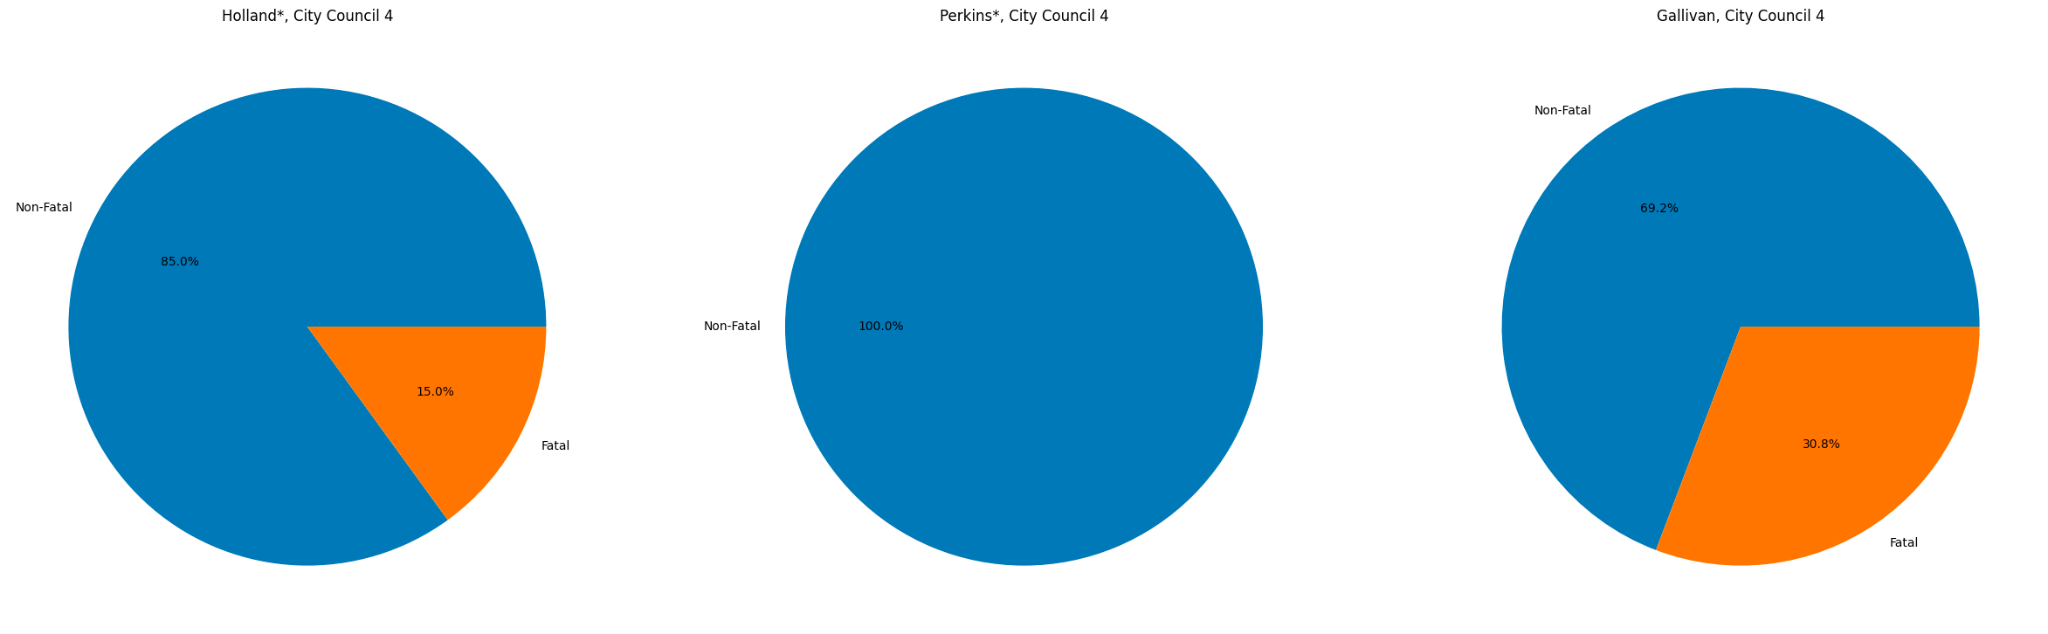 Holland*, City Council 4
Non-Fatal
85.0%
15.0%
Fatal
Perkins*, City Council 4
Non-Fatal
100.0%
Gallivan, City Council 4
Non-Fatal
69.2%
30.8%
Fatal